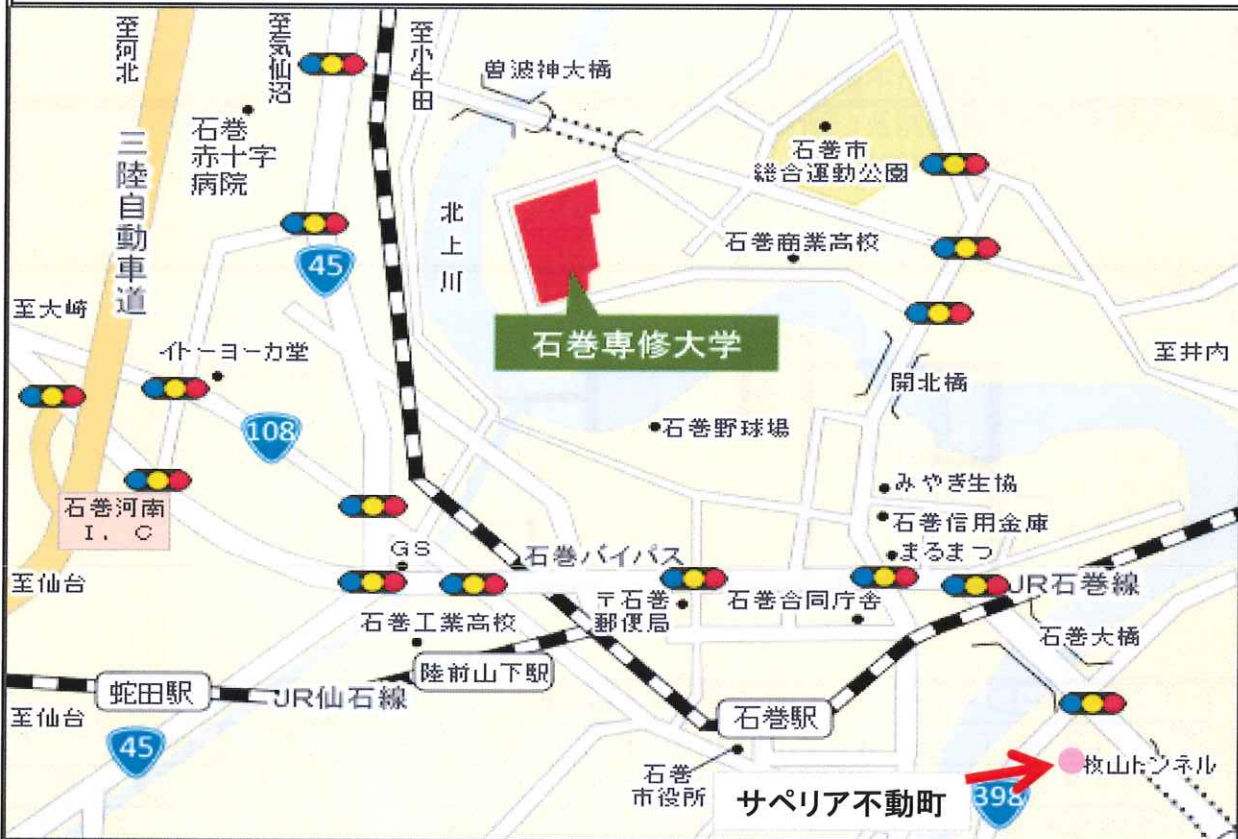 至河北
至気仙沼
至小牛田
曽波神大橋
三陸自動車道
石巻
赤十字
病院
石巻市
総合運動公園
北上川
石巻商業高校
45
至大崎
石巻専修大学
イトーヨーカ堂
至井内
開北橋
108
石巻野球場
みやぎ生協
石巻河南
I.C
石巻信用金庫
GS
石巻バイパス
まるまつ
至仙台
〒石巻
郵便局
石巻合同庁舎
JR石巻線
石巻工業高校
石巻大橋
陸前山下駅
蛇田駅
JR仙石線
至仙台
石巻駅
45
石巻
市役所
サペリア不動町
398
牧山トンネル